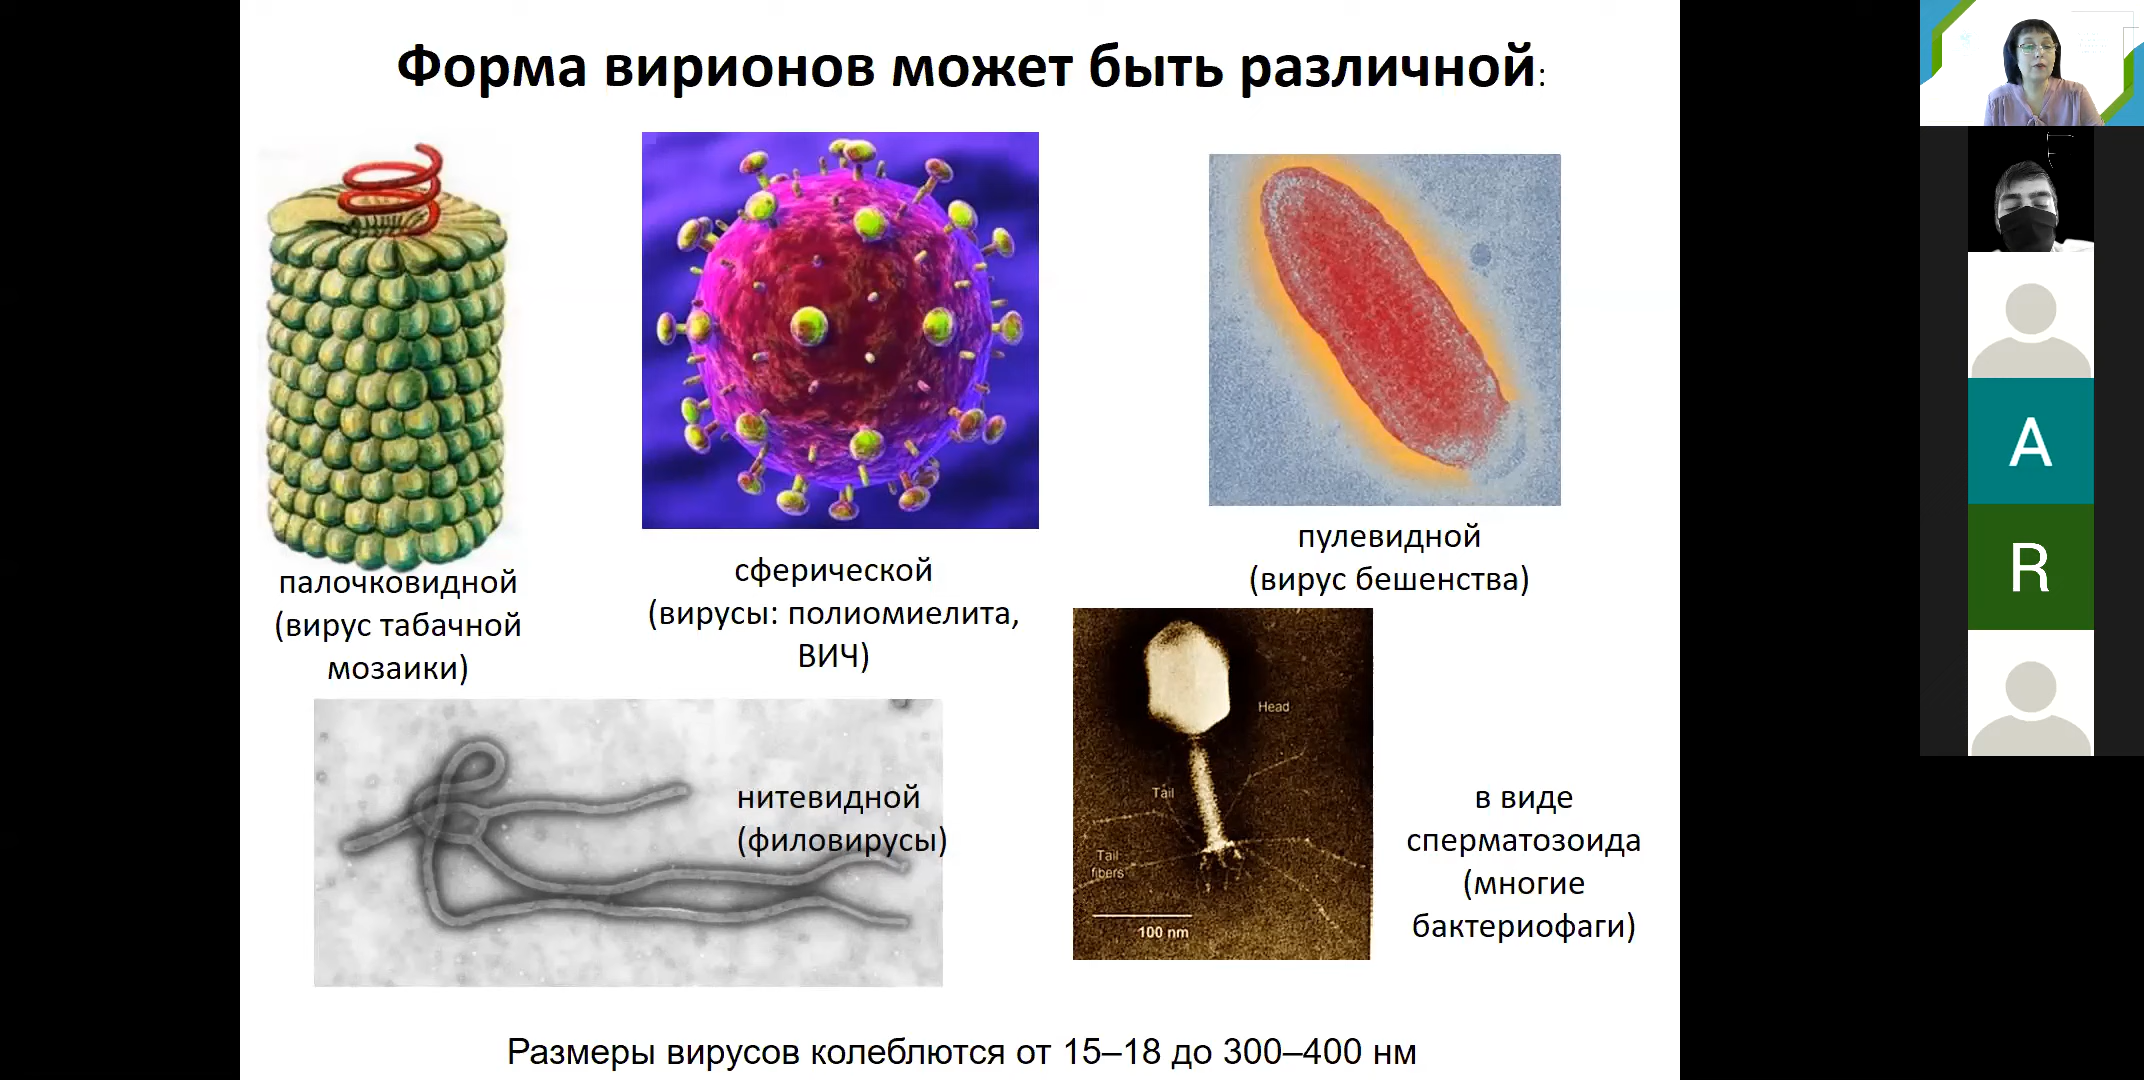 Форма вирионов может быть различной:
палочковидной
(вирус табачной
мозаики)
сферической
(вирусы: полиомиелита,
ВИЧ)
пулевидной
(вирус бешенства)
нитевидной
(филовирусы)
Head
Tail
Tail
fibers
100 nm
в виде
сперматозоида
(многие
бактериофаги)
Размеры вирусов колеблются от 15–18 до 300–400 нм
A
R